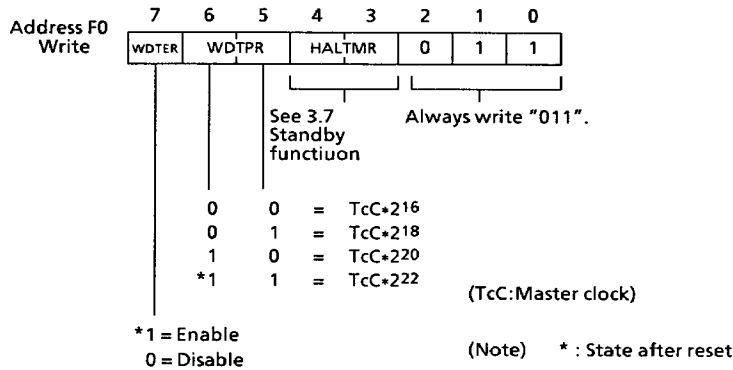 7 6 5 4 3 2 1 0
Address F0
Write
WDTER WDTPR HALTMR 0 1 1
See 3.7
Standby
functiuon
Always write "011".
0 0 = TcC*2^16
0 1 = TcC*2^18
1 0 = TcC*2^20
*1 1 = TcC*2^22
(TcC:Master clock)
*1 = Enable
0 = Disable
(Note) * : State after reset